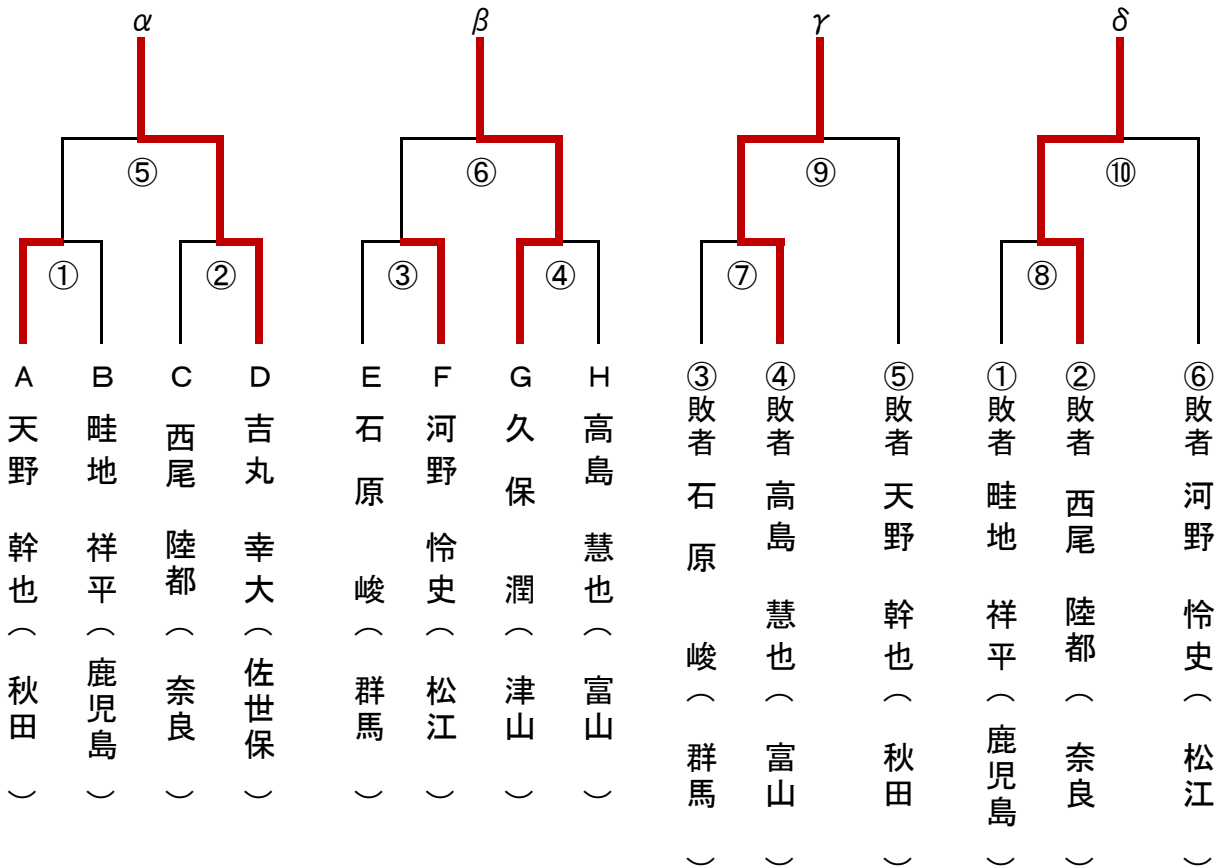 α
β
γ
δ
⑤
⑥
⑨
⑩
①
②
③
④
⑦
⑧
A 天野 幹也(秋田)
B 畦地 祥平(鹿児島)
C 西尾 陸都(奈良)
D 吉丸 幸大(佐世保)
E 石原 峻(群馬)
F 河野 怜史(松江)
G 久保 潤(津山)
H 高島 慧也(富山)
③敗者 石原 峻(群馬)
④敗者 高島 慧也(富山)
⑤敗者 天野 幹也(秋田)
①敗者 畦地 祥平(鹿児島)
②敗者 西尾 陸都(奈良)
⑥敗者 河野 怜史(松江)